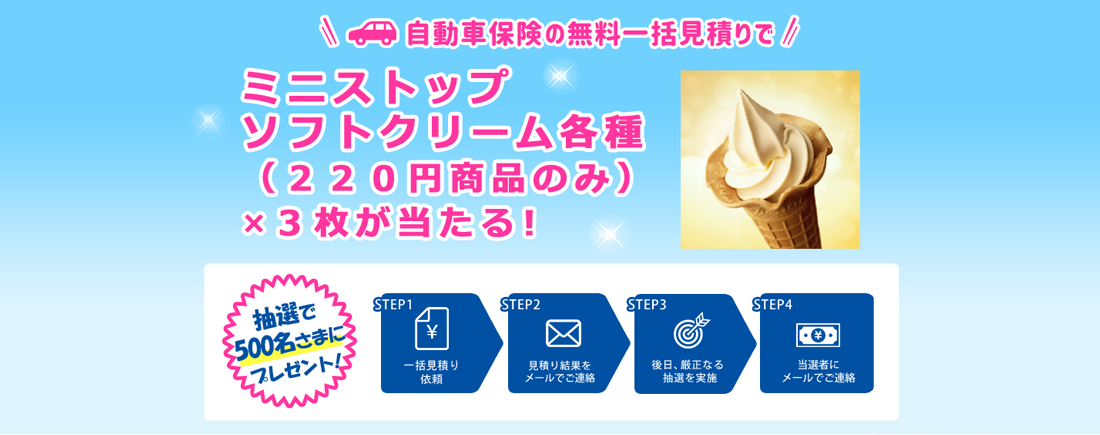 自動車保険の無料一括見積りで
ミニストップ
ソフトクリーム各種
（２２０円商品のみ）
×３枚が当たる！
抽選で
500名さまに
プレゼント！
STEP1
¥
一括見積り
依頼
STEP2
見積り結果を
メールでご連絡
STEP3
後日、厳正なる
抽選を実施
STEP4
¥
当選者に
メールでご連絡